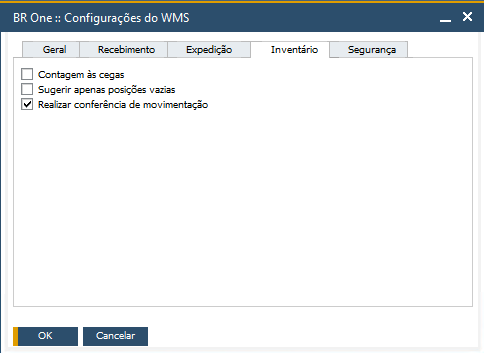 BR One :: Configurações do WMS
Geral Recebimento Expedição Inventário Segurança
Contagem às cegas
Sugerir apenas posições vazias
Realizar conferência de movimentação
OK Cancelar